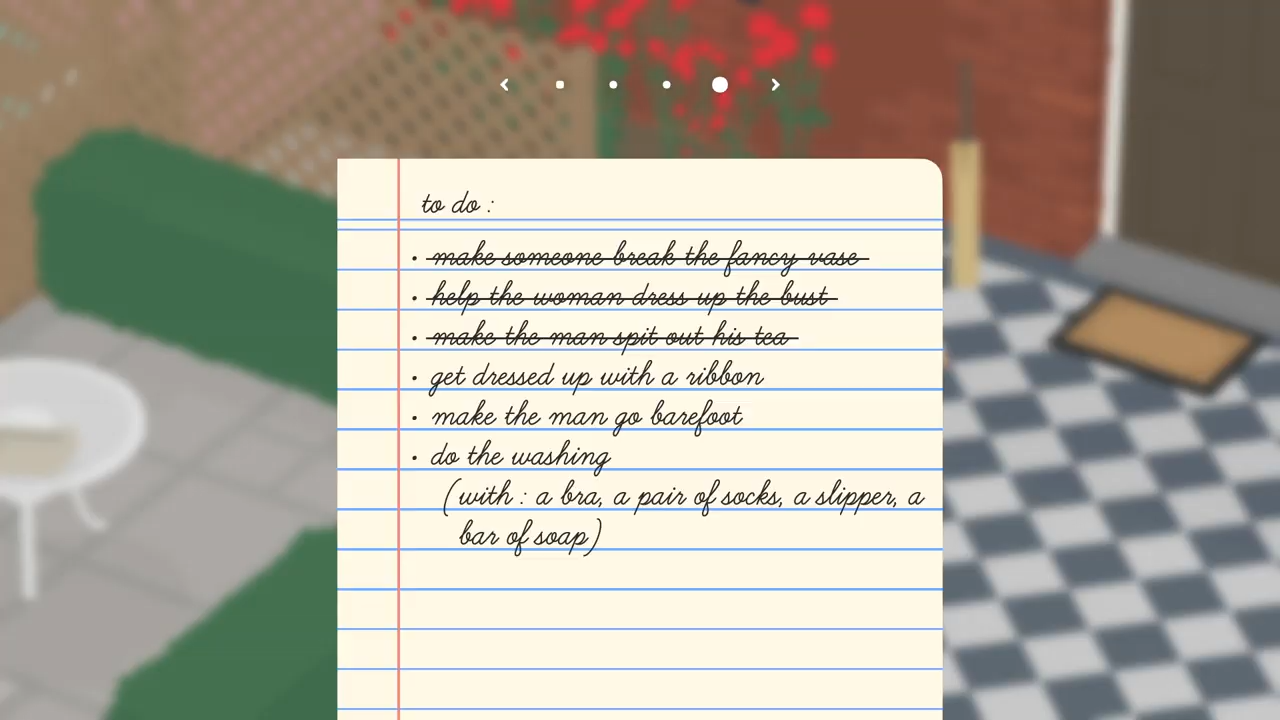 to do :
• make someone break the fancy vase
• help the woman dress up the bust
• make the man spit out his tea
• get dressed up with a ribbon
• make the man go barefoot
• do the washing
(with : a bra, a pair of socks, a slipper, a
bar of soap)